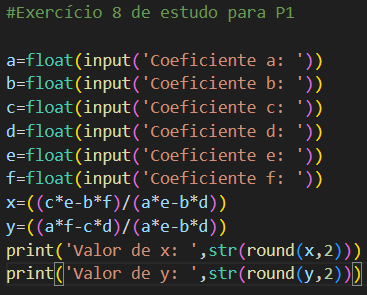 #Exercício 8 de estudo para P1
a=float(input('Coeficiente a: '))
b=float(input('Coeficiente b: '))
c=float(input('Coeficiente c: '))
d=float(input('Coeficiente d: '))
e=float(input('Coeficiente e: '))
f=float(input('Coeficiente f: '))
x=((c*e-b*f)/(a*e-b*d))
y=((a*f-c*d)/(a*e-b*d))
print('Valor de x: ',str(round(x,2)))
print('Valor de y: ',str(round(y,2)))